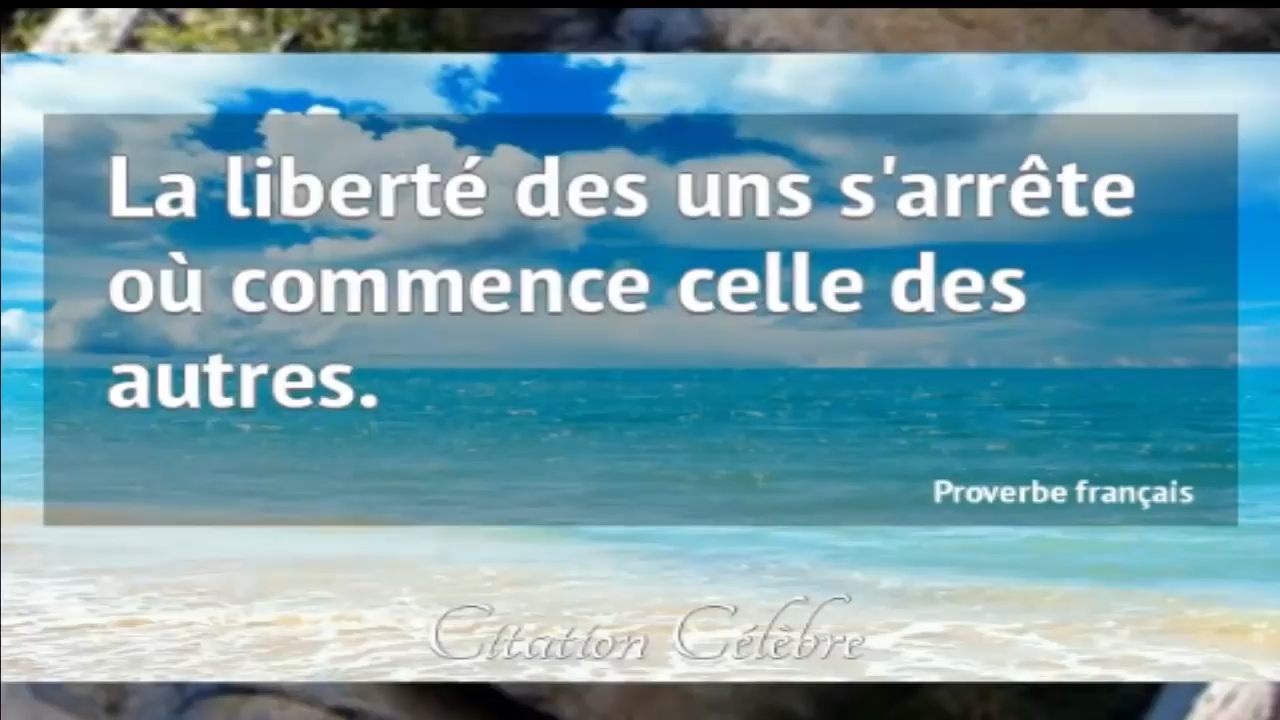 La liberté des uns s'arrête
où commence celle des
autres.
Proverbe français
Citation Célèbre